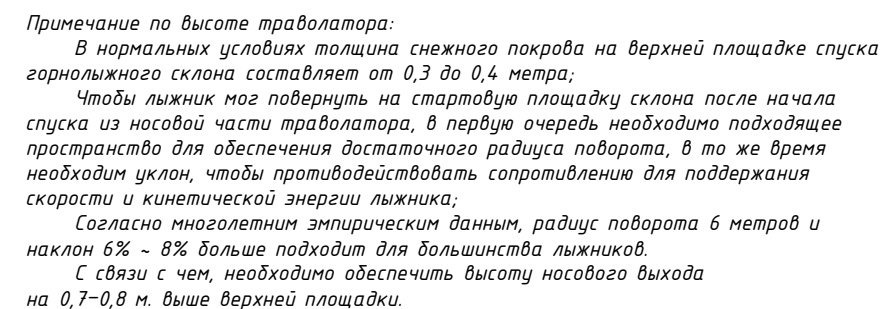 Примечание по высоте траволатора:
В нормальных условиях толщина снежного покрова на верхней площадке спуска
горнолыжного склона составляет от 0,3 до 0,4 метра;
Чтобы лыжник мог повернуть на стартовую площадку склона после начала
спуска из носовой части траволатора, в первую очередь необходимо подходящее
пространство для обеспечения достаточного радиуса поворота, в то же время
необходим уклон, чтобы противодействовать сопротивлению для поддержания
скорости и кинетической энергии лыжника;
Согласно многолетним эмпирическим данным, радиус поворота 6 метров и
наклон 6% ~ 8% больше подходит для большинства лыжников.
С связи с чем, необходимо обеспечить высоту носового выхода
на 0,7-0,8 м. выше верхней площадки.